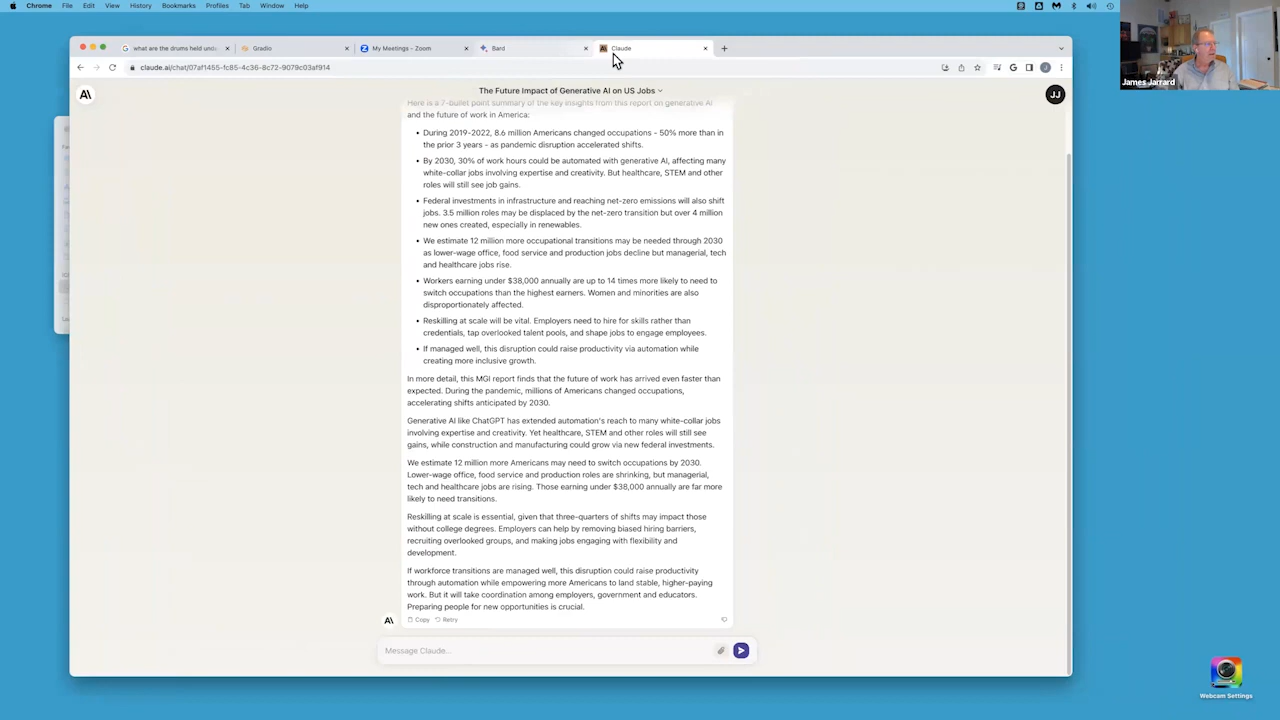 Chrome File Edit View History Bookmarks Profiles Tab Window Help
what are the drums held und
Gradio
My Meetings - Zoom
Bard
Claude
claude.ai/chat/07af1455-fc85-4c36-8c72-9079c03af914
The Future Impact of Generative AI on US Jobs
JJ
James Jarrard
Here is a 7-bullet point summary of the key insights from this report on generative AI
and the future of work in America:
• During 2019-2022, 8.6 million Americans changed occupations - 50% more than in
the prior 3 years - as pandemic disruption accelerated shifts.
• By 2030, 30% of work hours could be automated with generative AI, affecting many
white-collar jobs involving expertise and creativity. But healthcare, STEM and other
roles will still see job gains.
• Federal investments in infrastructure and reaching net-zero emissions will also shift
jobs. 3.5 million roles may be displaced by the net-zero transition but over 4 million
new ones created, especially in renewables.
• We estimate 12 million more occupational transitions may be needed through 2030
as lower-wage office, food service and production jobs decline but managerial, tech
and healthcare jobs rise.
• Workers earning under $38,000 annually are up to 14 times more likely to need to
switch occupations than the highest earners. Women and minorities are also
disproportionately affected.
• Reskilling at scale will be vital. Employers need to hire for skills rather than
credentials, tap overlooked talent pools, and shape jobs to engage employees.
• If managed well, this disruption could raise productivity via automation while
creating more inclusive growth.
In more detail, this MGI report finds that the future of work has arrived even faster than
expected. During the pandemic, millions of Americans changed occupations,
accelerating shifts anticipated by 2030.
Generative AI like ChatGPT has extended automation's reach to many white-collar jobs
involving expertise and creativity. Yet healthcare, STEM and other roles will still see
gains, while construction and manufacturing could grow via new federal investments.
We estimate 12 million more Americans may need to switch occupations by 2030.
Lower-wage office, food service and production roles are shrinking, but managerial,
tech and healthcare jobs are rising. Those earning under $38,000 annually are far more
likely to need transitions.
Reskilling at scale is essential, given that three-quarters of shifts may impact those
without college degrees. Employers can help by removing biased hiring barriers,
recruiting overlooked groups, and making jobs engaging with flexibility and
development.
If workforce transitions are managed well, this disruption could raise productivity
through automation while empowering more Americans to land stable, higher-paying
work. But it will take coordination among employers, government and educators.
Preparing people for new opportunities is crucial.
Copy Retry
Message Claude...
Webcam Settings